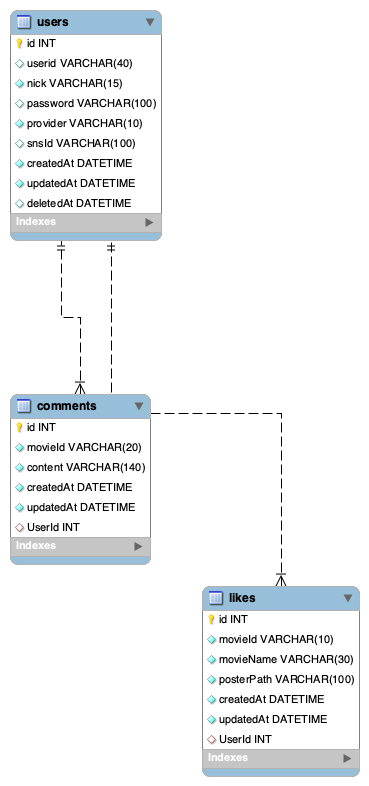 users
id INT
userid VARCHAR(40)
nick VARCHAR(15)
password VARCHAR(100)
provider VARCHAR(10)
snsId VARCHAR(100)
createdAt DATETIME
updatedAt DATETIME
deletedAt DATETIME
Indexes
comments
id INT
movieId VARCHAR(20)
content VARCHAR(140)
createdAt DATETIME
updatedAt DATETIME
UserId INT
Indexes
likes
id INT
movieId VARCHAR(10)
movieName VARCHAR(30)
posterPath VARCHAR(100)
createdAt DATETIME
updatedAt DATETIME
UserId INT
Indexes